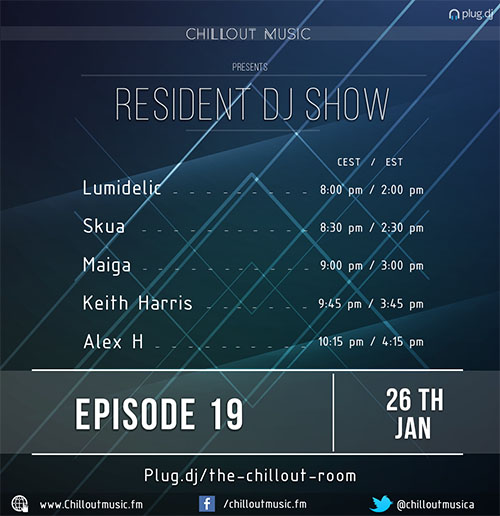 plug.dj
CHILLOUT MUSIC
PRESENTS
RESIDENT DJ SHOW
CEST / EST
Lumidelic _ _ _ _ _ _ _ _ _ 8:00 pm / 2:00 pm
Skua _ _ _ _ _ _ _ _ _ _ _ 8:30 pm / 2:30 pm
Maiga _ _ _ _ _ _ _ _ _ _ _ 9:00 pm / 3:00 pm
Keith Harris _ _ _ _ _ _ _ 9:45 pm / 3:45 pm
Alex H _ _ _ _ _ _ _ _ _ _ 10:15 pm / 4:15 pm
EPISODE 19
26 TH
JAN
Plug.dj/the-chillout-room
www.Chilloutmusic.fm /chilloutmusic.fm @chilloutmusica